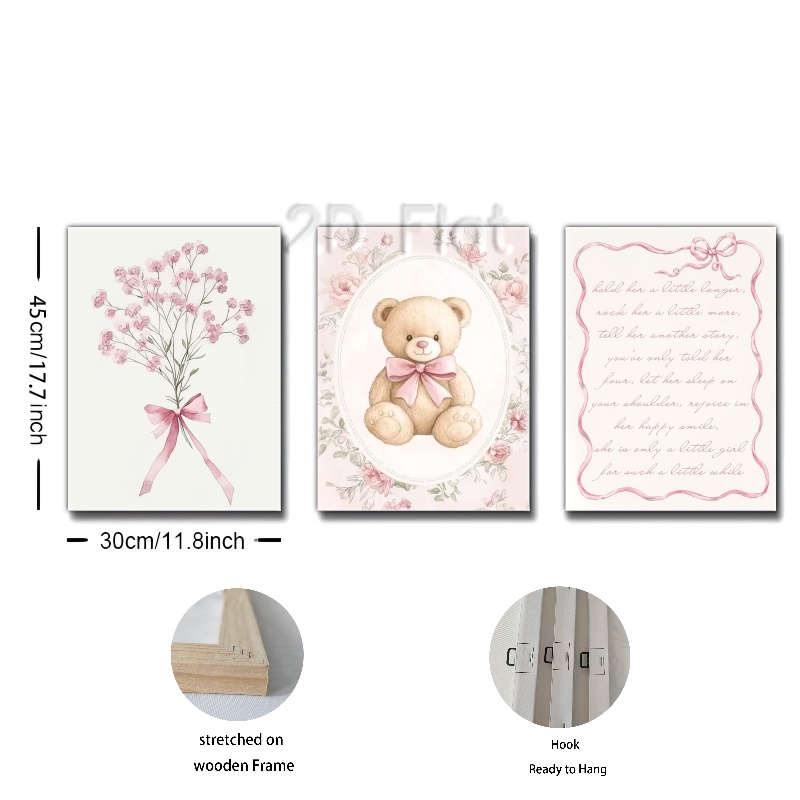 2D Flat
45cm/17.7inch
hold her a little longer,
rock her a little more,
tell her another story,
you've only told her
four, let her sleep on
your shoulder, rejoice in
her happy smile,
she is only a little girl
for such a little while
30cm/11.8inch
stretched on
wooden Frame
Hook
Ready to Hang